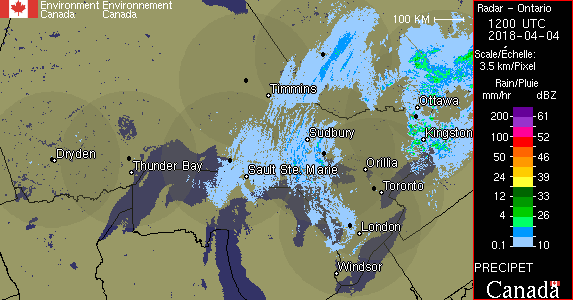 Environment Environnement
Canada Canada
100 KM
Timmins
Ottawa
Sudbury
Kingston
Dryden
Thunder Bay
Sault Ste. Marie
Orillia
Toronto
London
Windsor
Radar - Ontario
1200 UTC
2018-04-04
Scale/Échelle:
3.5 km/Pixel
Rain/Pluie
mm/hr dBZ
200 61
100 52
50 46
24 39
12 33
4 26
0.1 10
PRECIPET
Canada